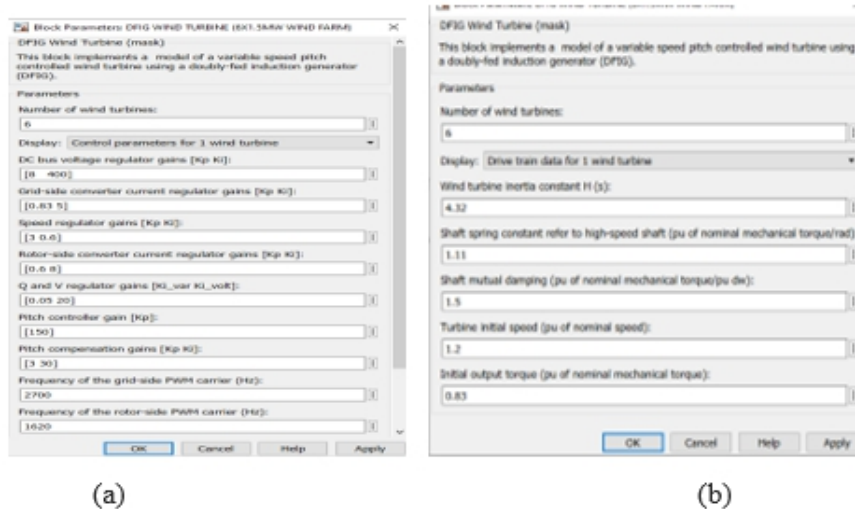 Block Parameters: DFIG WIND TURBINE (6X1.5MW WIND FARM)
DFIG Wind Turbine (mask)
This block implements a model of a variable speed pitch
controlled wind turbine using a doubly-fed induction generator
(DFIG).
Parameters
Number of wind turbines:
6
Display: Control parameters for 1 wind turbine
DC bus voltage regulator gains [Kp Ki]:
[8 400]
Grid-side converter current regulator gains [Kp Ki]:
[0.83 5]
Speed regulator gains [Kp Ki]:
[3 0.6]
Rotor-side converter current regulator gains [Kp Ki]:
[0.6 8]
Q and V regulator gains [Ki_var Ki_volt]:
[0.05 20]
Pitch controller gain [Kp]:
[150]
Pitch compensation gains [Kp Ki]:
[3 30]
Frequency of the grid-side PWM carrier (Hz):
2700
Frequency of the rotor-side PWM carrier (Hz):
1620
OK Cancel Help Apply
(a)
DFIG Wind Turbine (mask)
This block implements a model of a variable speed pitch controlled wind turbine using
a doubly-fed induction generator (DFIG).
Parameters
Number of wind turbines:
6
Display: Drive train data for 1 wind turbine
Wind turbine inertia constant H (s):
4.32
Shaft spring constant refer to high-speed shaft (pu of nominal mechanical torque/rad)
1.11
Shaft mutual damping (pu of nominal mechanical torque/pu dw):
1.5
Turbine initial speed (pu of nominal speed):
1.2
Initial output torque (pu of nominal mechanical torque):
0.83
OK Cancel Help Apply
(b)